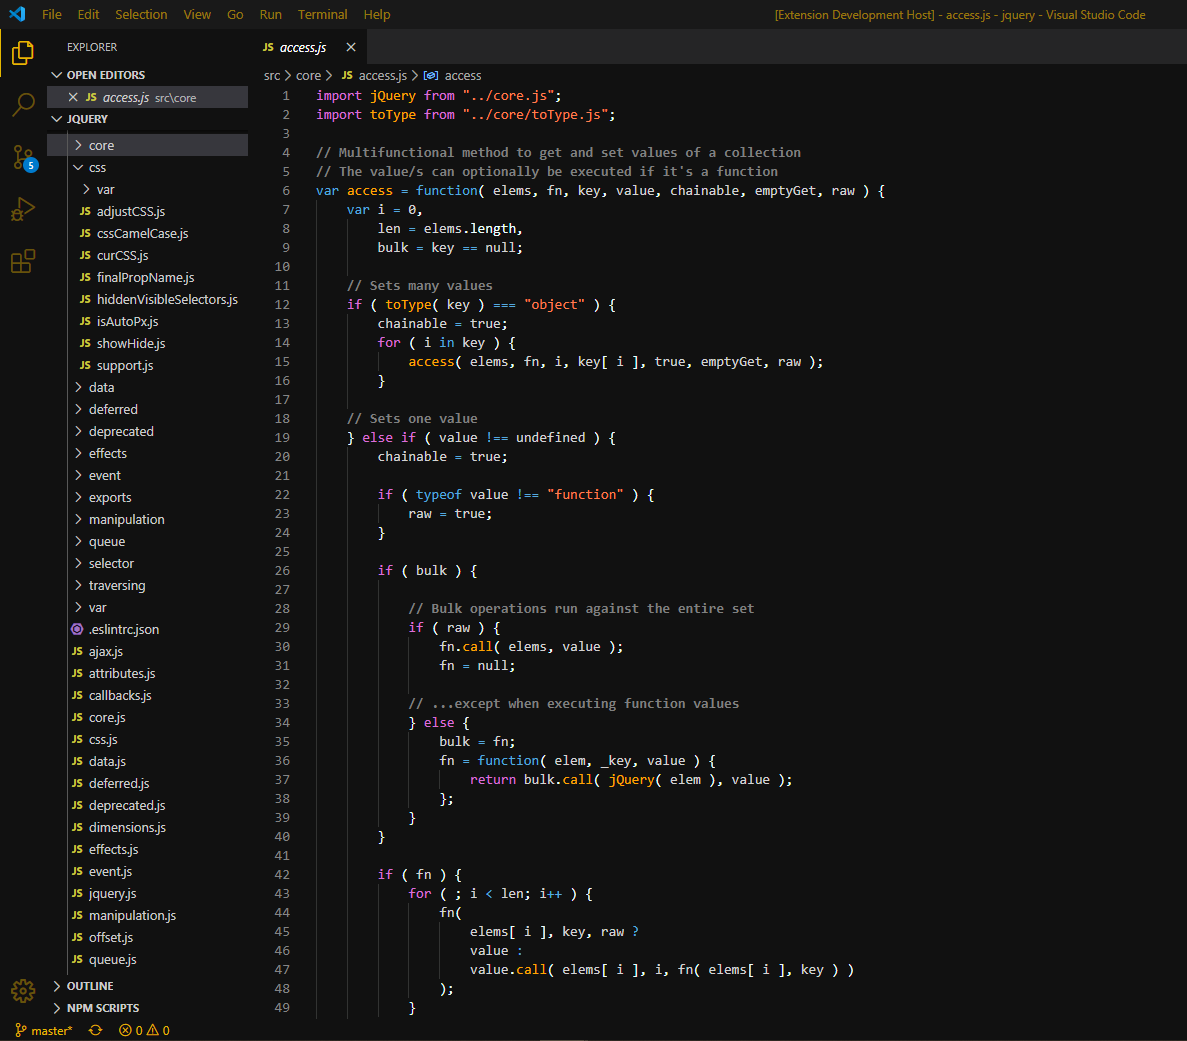 File Edit Selection View Go Run Terminal Help
[Extension Development Host] - access.js - jquery - Visual Studio Code
EXPLORER
OPEN EDITORS
JS access.js src\core
JQUERY
core
css
var
JS adjustCSS.js
JS cssCamelCase.js
JS curCSS.js
JS finalPropName.js
JS hiddenVisibleSelectors.js
JS isAutoPx.js
JS showHide.js
JS support.js
data
deferred
deprecated
effects
event
exports
manipulation
queue
selector
traversing
var
.eslintrc.json
JS ajax.js
JS attributes.js
JS callbacks.js
JS core.js
JS css.js
JS data.js
JS deferred.js
JS deprecated.js
JS dimensions.js
JS effects.js
JS event.js
JS jquery.js
JS manipulation.js
JS offset.js
JS queue.js
OUTLINE
NPM SCRIPTS
5
JS access.js
src > core > JS access.js > access
1 import jQuery from "../core.js";
2 import toType from "../core/toType.js";
3
4 // Multifunctional method to get and set values of a collection
5 // The value/s can optionally be executed if it's a function
6 var access = function( elems, fn, key, value, chainable, emptyGet, raw ) {
7 var i = 0,
8 len = elems.length,
9 bulk = key == null;
10
11 // Sets many values
12 if ( toType( key ) === "object" ) {
13 chainable = true;
14 for ( i in key ) {
15 access( elems, fn, i, key[ i ], true, emptyGet, raw );
16 }
17
18 // Sets one value
19 } else if ( value !== undefined ) {
20 chainable = true;
21
22 if ( typeof value !== "function" ) {
23 raw = true;
24 }
25
26 if ( bulk ) {
27
28 // Bulk operations run against the entire set
29 if ( raw ) {
30 fn.call( elems, value );
31 fn = null;
32
33 // ...except when executing function values
34 } else {
35 bulk = fn;
36 fn = function( elem, _key, value ) {
37 return bulk.call( jQuery( elem ), value );
38 };
39 }
40 }
41
42 if ( fn ) {
43 for ( ; i < len; i++ ) {
44 fn(
45 elems[ i ], key, raw ?
46 value :
47 value.call( elems[ i ], i, fn( elems[ i ], key ) )
48 );
49 }
master* 0 0